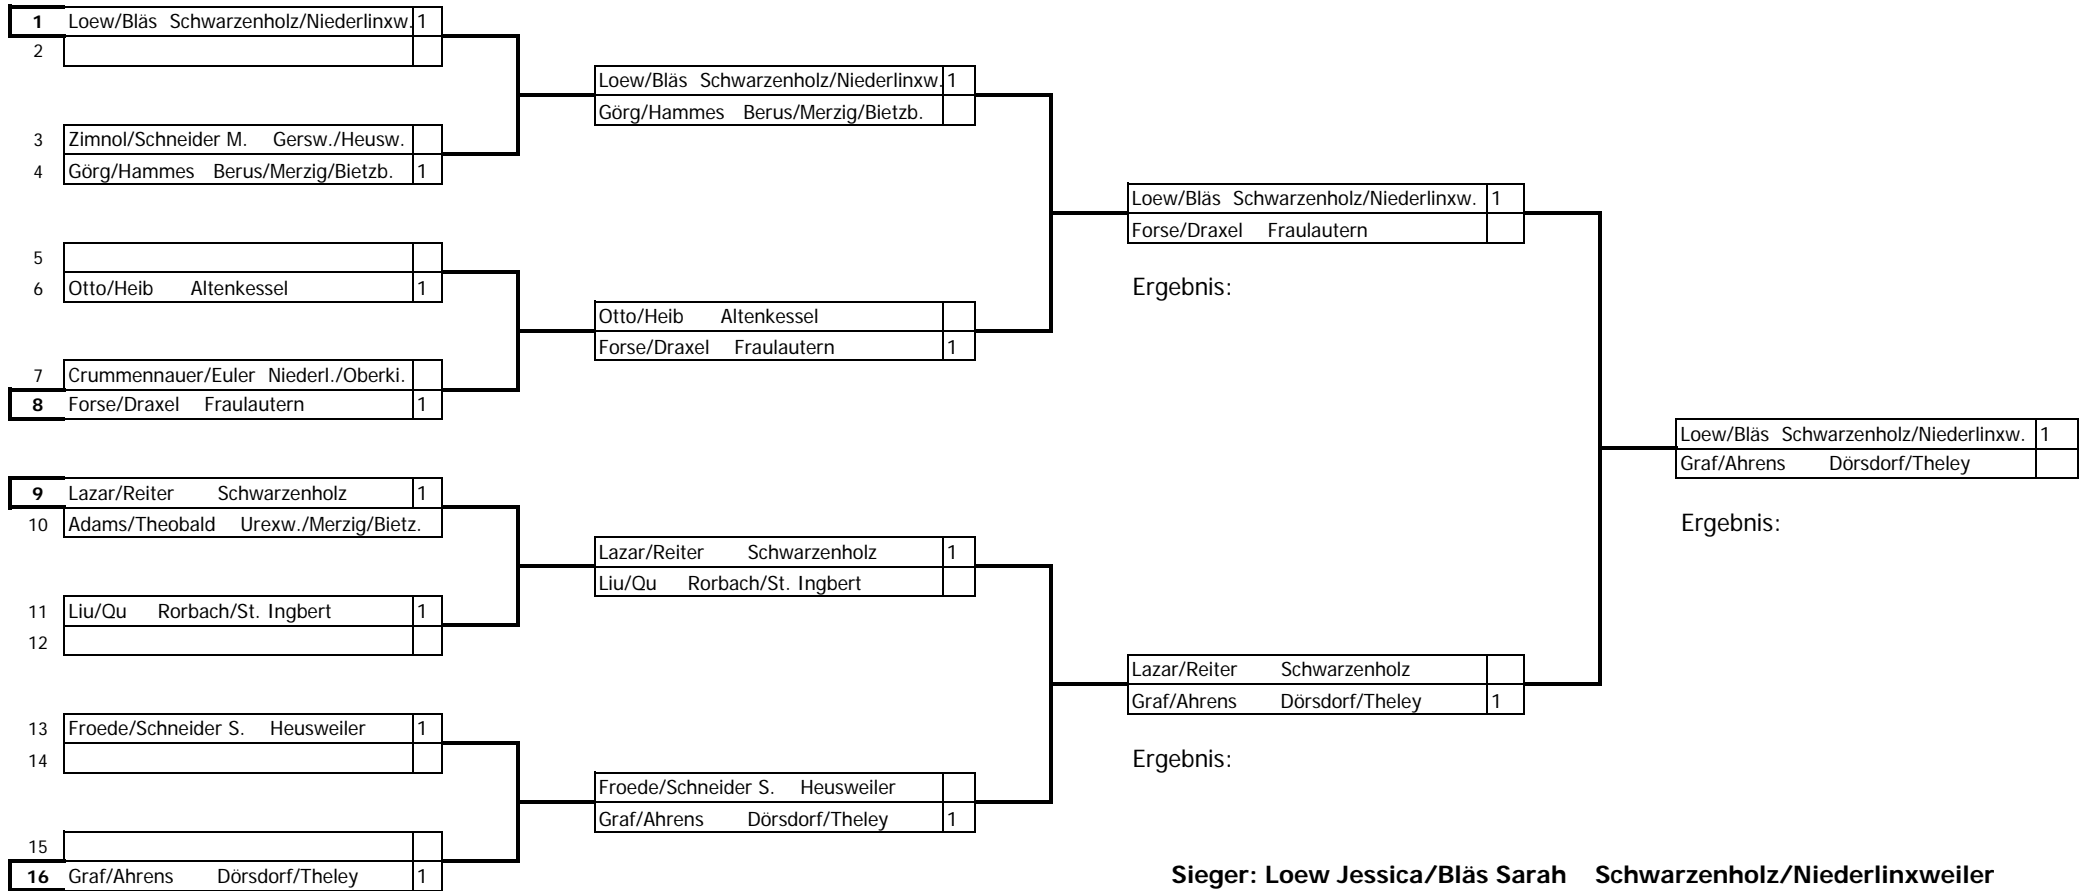 1 Loew/Bläs Schwarzenholz/Niederlinxw. 1
2
Loew/Bläs Schwarzenholz/Niederlinxw. 1
Görg/Hammes Berus/Merzig/Bietzb.
3 Zimnol/Schneider M. Gersw./Heusw.
4 Görg/Hammes Berus/Merzig/Bietzb. 1
Loew/Bläs Schwarzenholz/Niederlinxw. 1
Forse/Draxel Fraulautern
5
6 Otto/Heib Altenkessel 1
Ergebnis:
Otto/Heib Altenkessel
Forse/Draxel Fraulautern 1
7 Crummennauer/Euler Niederl./Oberki.
8 Forse/Draxel Fraulautern 1
Loew/Bläs Schwarzenholz/Niederlinxw. 1
Graf/Ahrens Dörsdorf/Theley
9 Lazar/Reiter Schwarzenholz 1
10 Adams/Theobald Urexw./Merzig/Bietz.
Ergebnis:
Lazar/Reiter Schwarzenholz 1
Liu/Qu Rorbach/St. Ingbert
11 Liu/Qu Rorbach/St. Ingbert 1
12
Lazar/Reiter Schwarzenholz
Graf/Ahrens Dörsdorf/Theley 1
13 Froede/Schneider S. Heusweiler 1
14
Ergebnis:
Froede/Schneider S. Heusweiler
Graf/Ahrens Dörsdorf/Theley 1
15
16 Graf/Ahrens Dörsdorf/Theley 1
Sieger: Loew Jessica/Bläs Sarah Schwarzenholz/Niederlinxweiler